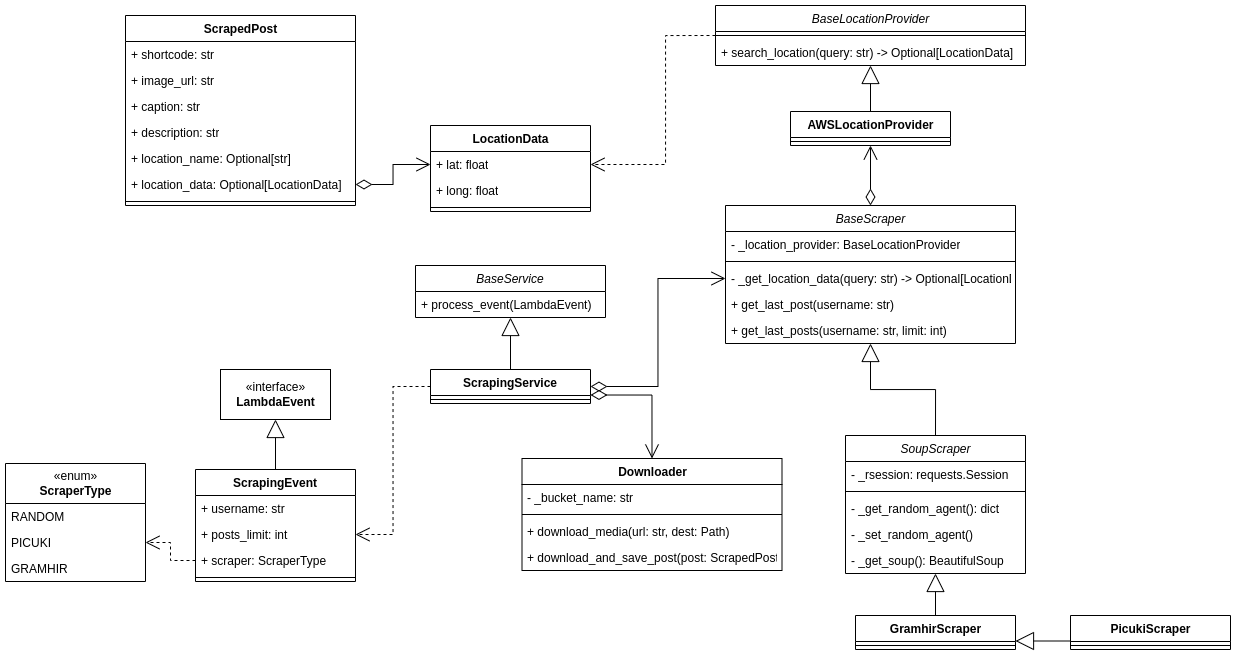 ScrapedPost
+ shortcode: str
+ image_url: str
+ caption: str
+ description: str
+ location_name: Optional[str]
+ location_data: Optional[LocationData]
LocationData
+ lat: float
+ long: float
BaseLocationProvider
+ search_location(query: str) -> Optional[LocationData]
AWSLocationProvider
BaseScraper
- _location_provider: BaseLocationProvider
- _get_location_data(query: str) -> Optional[Locationl
+ get_last_post(username: str)
+ get_last_posts(username: str, limit: int)
BaseService
+ process_event(LambdaEvent)
ScrapingService
«interface»
LambdaEvent
ScrapingEvent
+ username: str
+ posts_limit: int
+ scraper: ScraperType
«enum»
ScraperType
RANDOM
PICUKI
GRAMHIR
Downloader
- _bucket_name: str
+ download_media(url: str, dest: Path)
+ download_and_save_post(post: ScrapedPost
SoupScraper
- _rsession: requests.Session
- _get_random_agent(): dict
- _set_random_agent()
- _get_soup(): BeautifulSoup
GramhirScraper
PicukiScraper